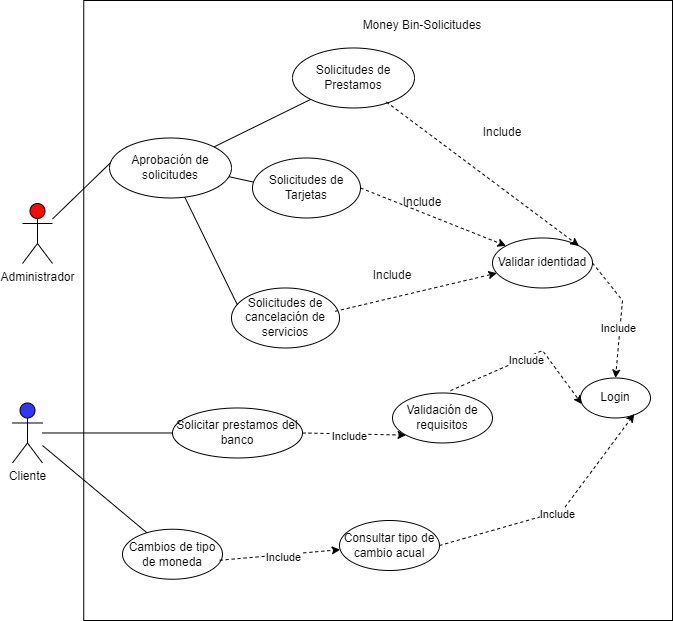 Money Bin-Solicitudes
Solicitudes de
Prestamos
Include
Aprobación de
solicitudes
Solicitudes de
Tarjetas
Include
Administrador
Validar identidad
Include
Solicitudes de
cancelación de
servicios
Include
Include
Login
Solicitar prestamos del
banco
Include
Validación de
requisitos
Cliente
Include
Cambios de tipo
de moneda
Include
Consultar tipo de
cambio acual